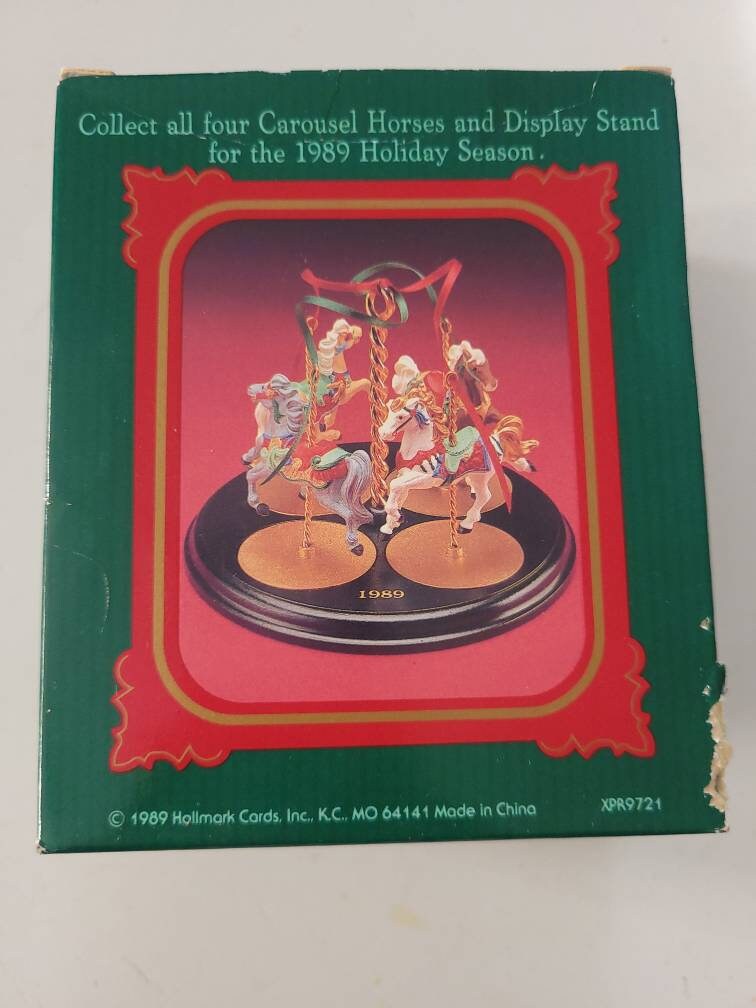 Collect all four Carousel Horses and Display Stand
for the 1989 Holiday Season.
1989
© 1989 Hallmark Cards, Inc., K.C., MO 64141 Made in China
XPR9721